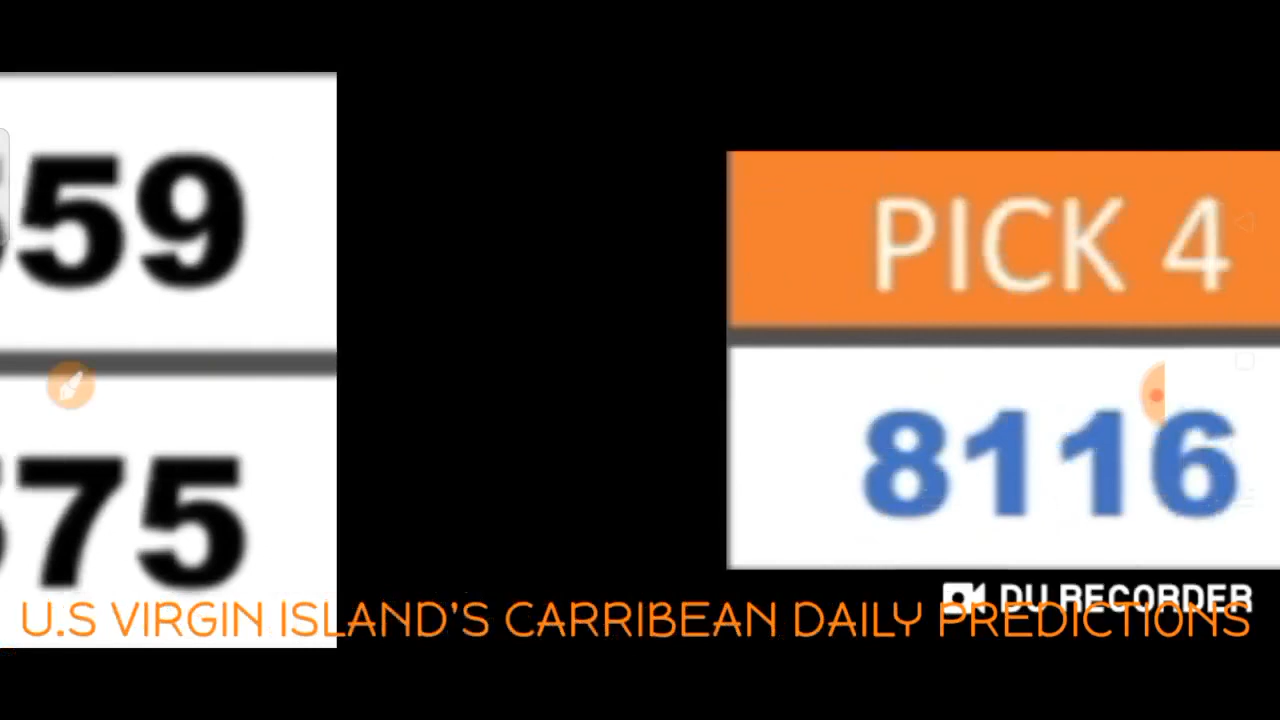 59
75
PICK 4
8116
DU RECORDER
U.S VIRGIN ISLAND'S CARRIBEAN DAILY PREDICTIONS